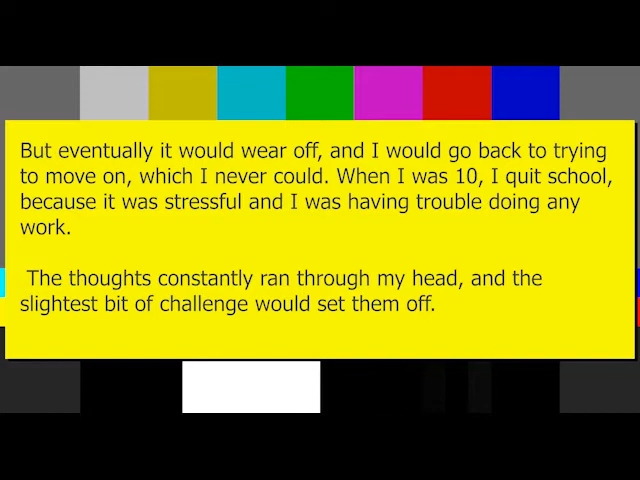 But eventually it would wear off, and I would go back to trying
to move on, which I never could. When I was 10, I quit school,
because it was stressful and I was having trouble doing any
work.
The thoughts constantly ran through my head, and the
slightest bit of challenge would set them off.